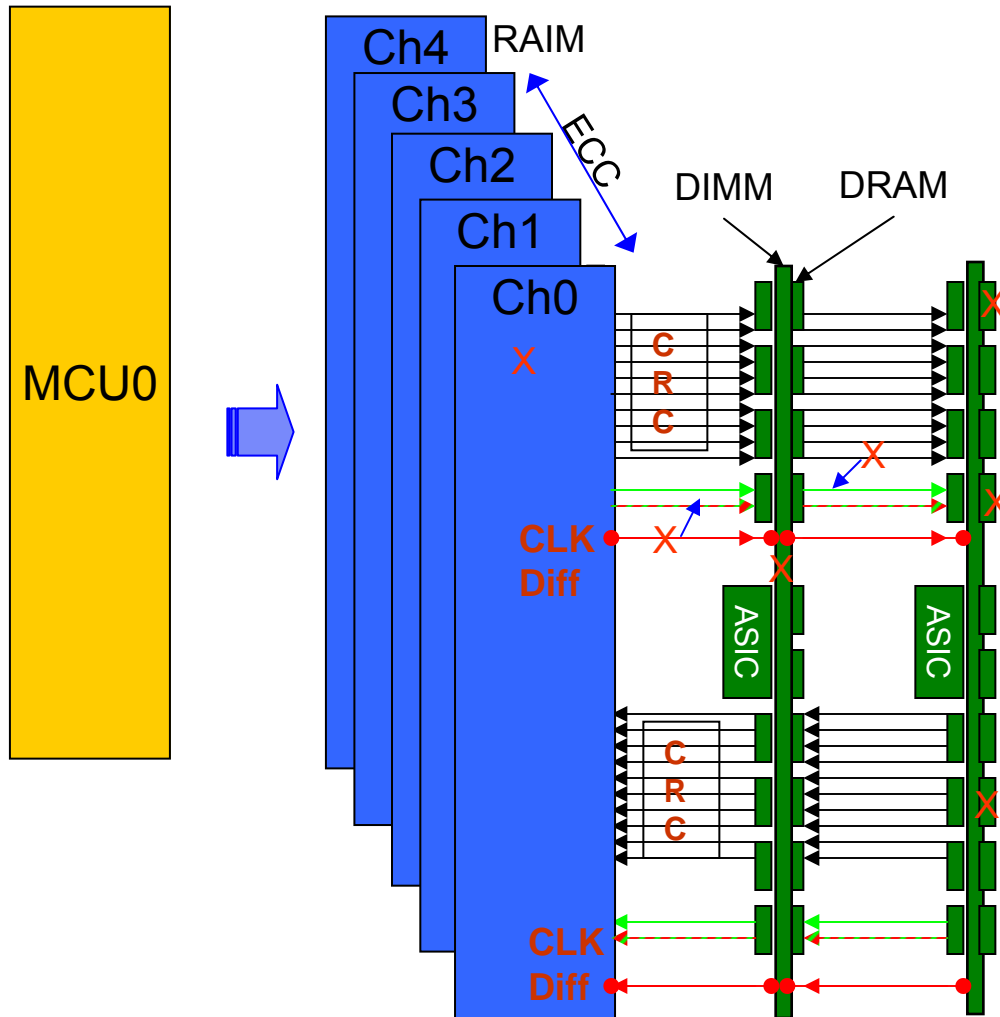 Ch4
RAIM
Ch3
ECC
Ch2
DIMM
DRAM
Ch1
Ch0
X
X
C
R
C
MCU0
X
X
CLK
Diff
X
X
ASIC
ASIC
C
R
C
X
CLK
Diff